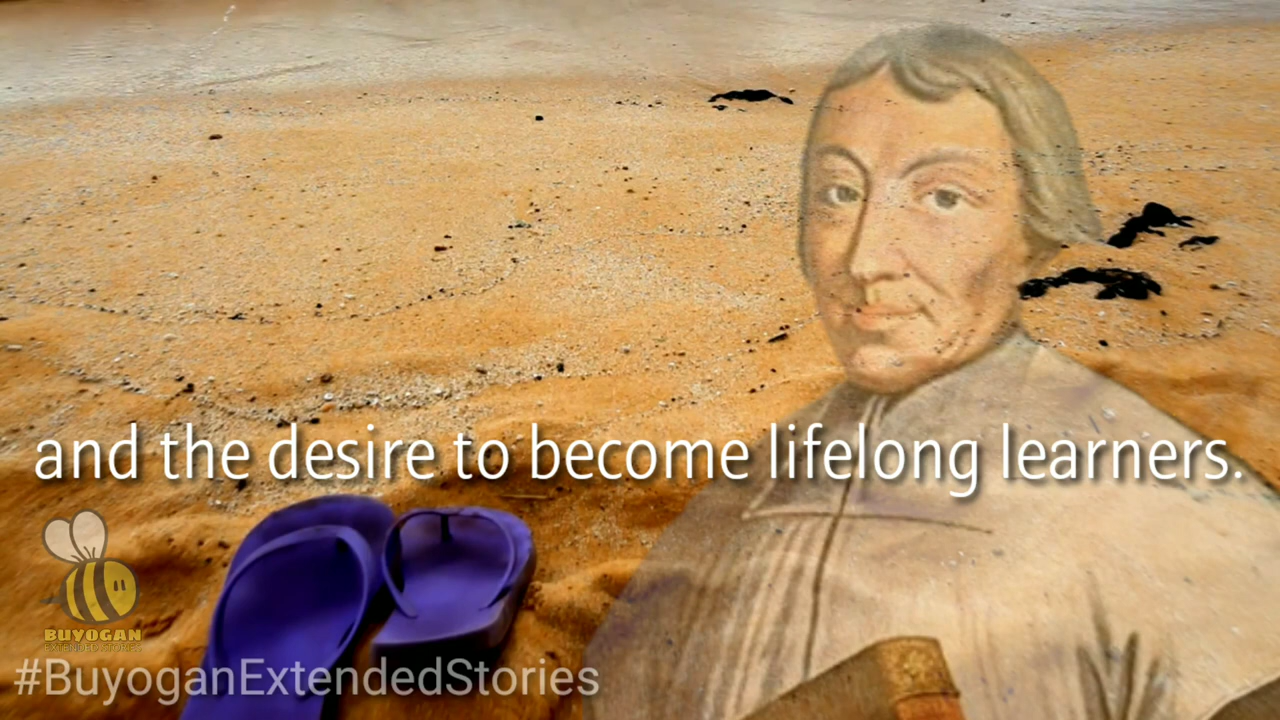 and the desire to become lifelong learners.
BUYOGAN
EXTENDED STORIES
#BuyoganExtendedStories